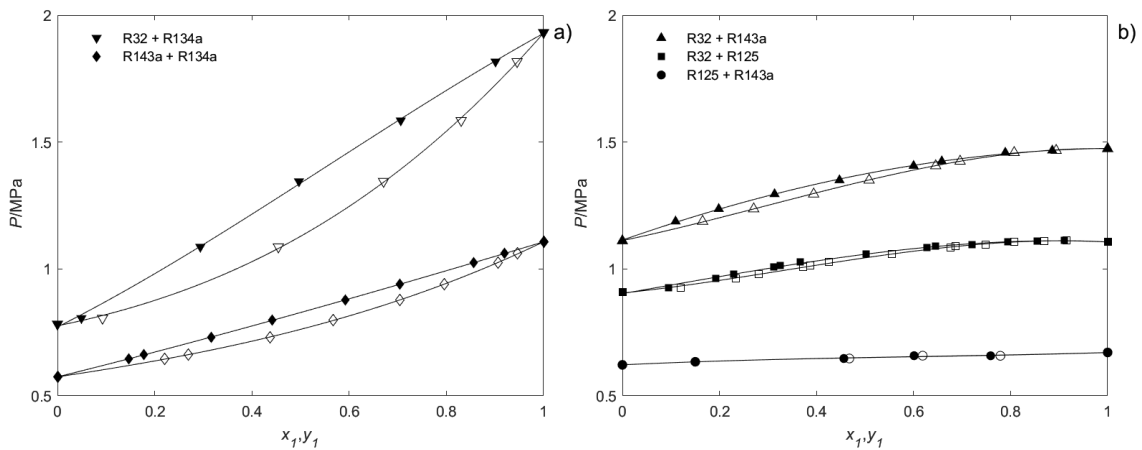 2
a)
R32 + R134a
R143a + R134a
1.5
P/MPa
1
0.5
0
0.2
0.4
0.6
0.8
1
x1,y1
2
b)
R32 + R143a
R32 + R125
R125 + R143a
1.5
P/MPa
1
0.5
0
0.2
0.4
0.6
0.8
1
x1,y1